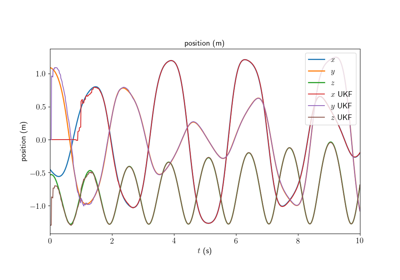 position (m)
x
y
z
x UKF
y UKF
z UKF
position (m)
1.0
0.5
0.0
−0.5
−1.0
0
2
4
6
8
10
t (s)